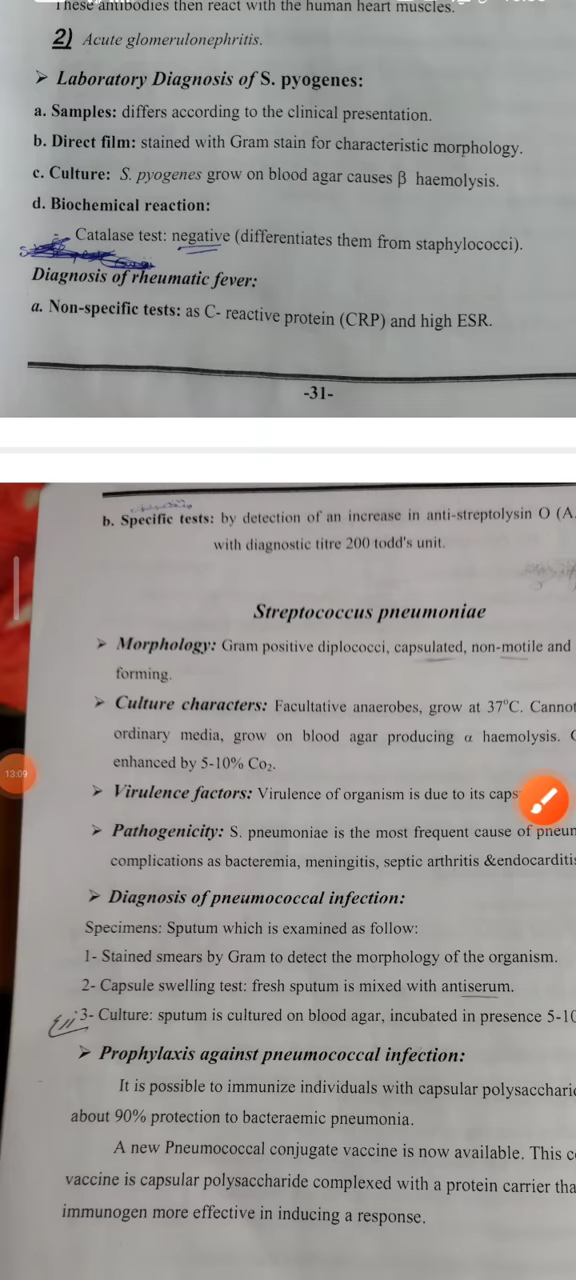 These antibodies then react with the human heart muscles.
2) Acute glomerulonephritis.
➤ Laboratory Diagnosis of S. pyogenes:
a. Samples: differs according to the clinical presentation.
b. Direct film: stained with Gram stain for characteristic morphology.
c. Culture: S. pyogenes grow on blood agar causes β haemolysis.
d. Biochemical reaction:
Catalase test: negative (differentiates them from staphylococci).
Diagnosis of rheumatic fever:
a. Non-specific tests: as C- reactive protein (CRP) and high ESR.
-31-
b. Specific tests: by detection of an increase in anti-streptolysin O (A
with diagnostic titre 200 todd's unit.
Streptococcus pneumoniae
➤ Morphology: Gram positive diplococci, capsulated, non-motile and
forming.
➤ Culture characters: Facultative anaerobes, grow at 37°C. Cannot
ordinary media, grow on blood agar producing α haemolysis.
enhanced by 5-10% Co₂.
➤ Virulence factors: Virulence of organism is due to its caps
➤ Pathogenicity: S. pneumoniae is the most frequent cause of pneum
complications as bacteremia, meningitis, septic arthritis &endocarditis
➤ Diagnosis of pneumococcal infection:
Specimens: Sputum which is examined as follow:
1- Stained smears by Gram to detect the morphology of the organism.
2- Capsule swelling test: fresh sputum is mixed with antiserum.
3- Culture: sputum is cultured on blood agar, incubated in presence 5-10
13:09
➤ Prophylaxis against pneumococcal infection:
It is possible to immunize individuals with capsular polysaccharid
about 90% protection to bacteraemic pneumonia.
A new Pneumococcal conjugate vaccine is now available. This c
vaccine is capsular polysaccharide complexed with a protein carrier tha
immunogen more effective in inducing a response.